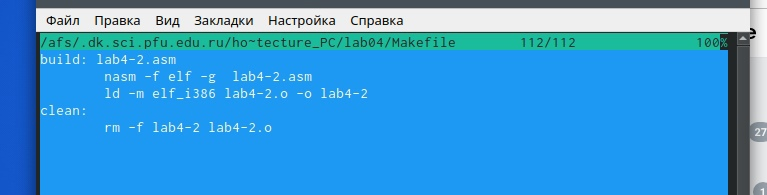 Файл Правка Вид Закладки Настройка Справка
/afs/.dk.sci.pfu.edu.ru/ho~tecture_PC/lab04/Makefile 112/112 100%
build: lab4-2.asm
nasm -f elf -g lab4-2.asm
ld -m elf_i386 lab4-2.o -o lab4-2
clean:
rm -f lab4-2 lab4-2.o
27
1